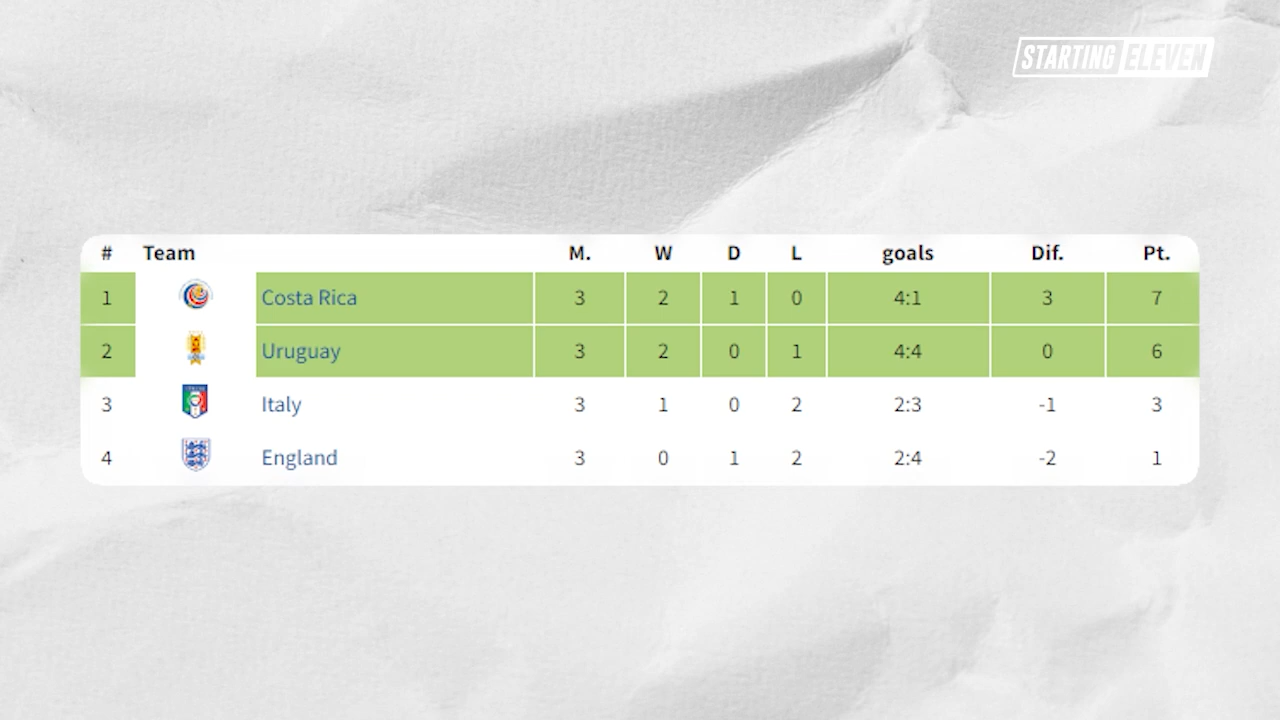 STARTING ELEVEN
# Team M. W D L goals Dif. Pt.
1 Costa Rica 3 2 1 0 4:1 3 7
2 Uruguay 3 2 0 1 4:4 0 6
3 Italy 3 1 0 2 2:3 -1 3
4 England 3 0 1 2 2:4 -2 1